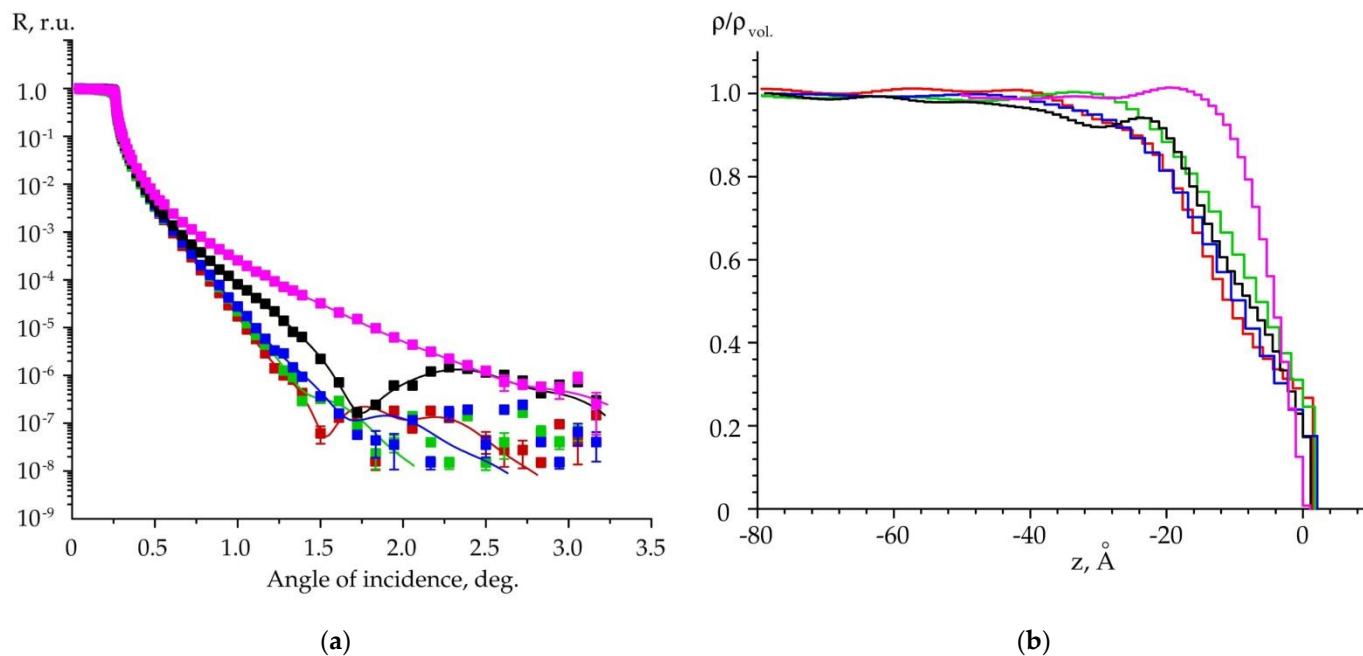 R, r.u.
1.0
10⁻¹
10⁻²
10⁻³
10⁻⁴
10⁻⁵
10⁻⁶
10⁻⁷
10⁻⁸
10⁻⁹
0 0.5 1.0 1.5 2.0 2.5 3.0 3.5
Angle of incidence, deg.
(a)
ρ/ρvol.
1.0
0.8
0.6
0.4
0.2
0
-80 -60 -40 -20 0
z, Å
(b)